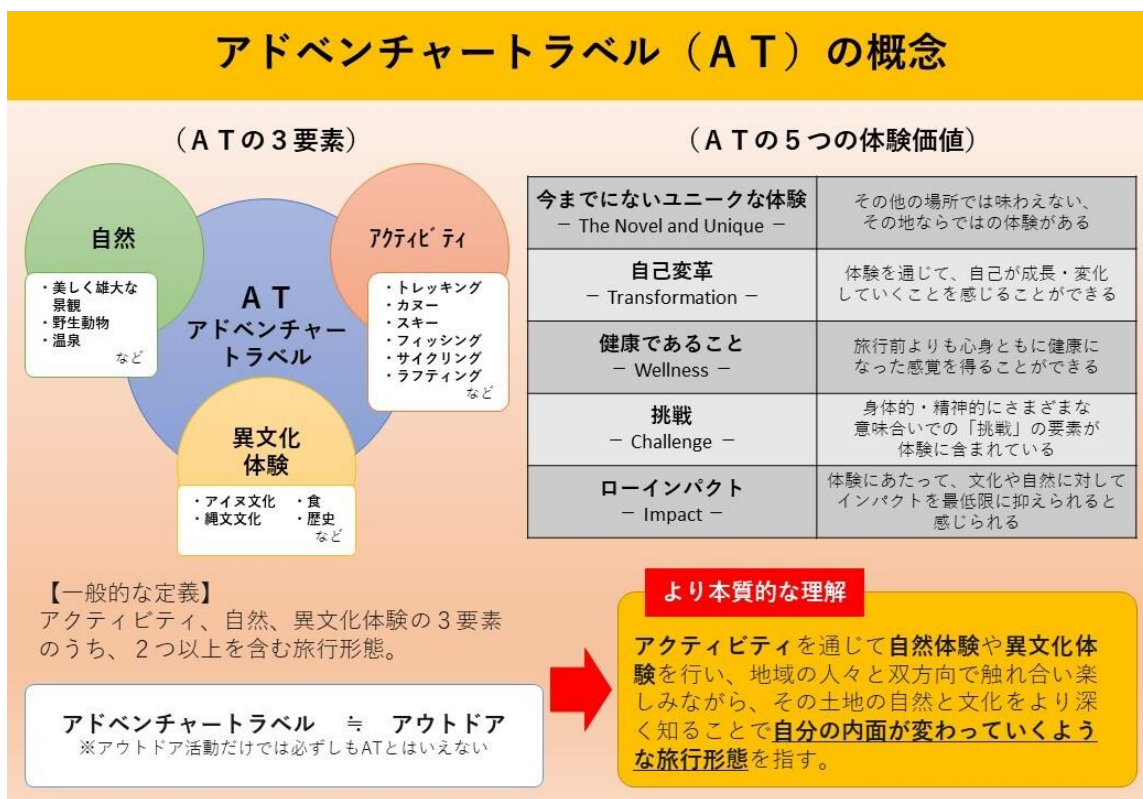 アドベンチャートラベル（ＡＴ）の概念
（ＡＴの３要素）
自然
・美しく雄大な
景観
・野生動物
・温泉
など
ＡＴ
アドベンチャー
トラベル
ｱｸﾃｨﾋﾞﾃｨ
・トレッキング
・カヌー
・スキー
・フィッシング
・サイクリング
・ラフティング
など
異文化
体験
・アイヌ文化　・食
・縄文文化　・歴史
など
（ＡＴの５つの体験価値）
今までにないユニークな体験
－ The Novel and Unique －
その他の場所では味わえない、
その地ならではの体験がある
自己変革
－ Transformation －
体験を通じて、自己が成長・変化
していくことを感じることができる
健康であること
－ Wellness －
旅行前よりも心身ともに健康に
なった感覚を得ることができる
挑戦
－ Challenge －
身体的・精神的にさまざまな
意味合いでの「挑戦」の要素が
体験に含まれている
ローインパクト
－ Impact －
体験にあたって、文化や自然に対して
インパクトを最低限に抑えられると
感じられる
【一般的な定義】
アクティビティ、自然、異文化体験の３要素
のうち、２つ以上を含む旅行形態。
アドベンチャートラベル　≒　アウトドア
※アウトドア活動だけでは必ずしもATとはいえない
より本質的な理解
アクティビティを通じて自然体験や異文化体
験を行い、地域の人々と双方向で触れ合い楽
しみながら、その土地の自然と文化をより深
く知ることで自分の内面が変わっていくよう
な旅行形態を指す。